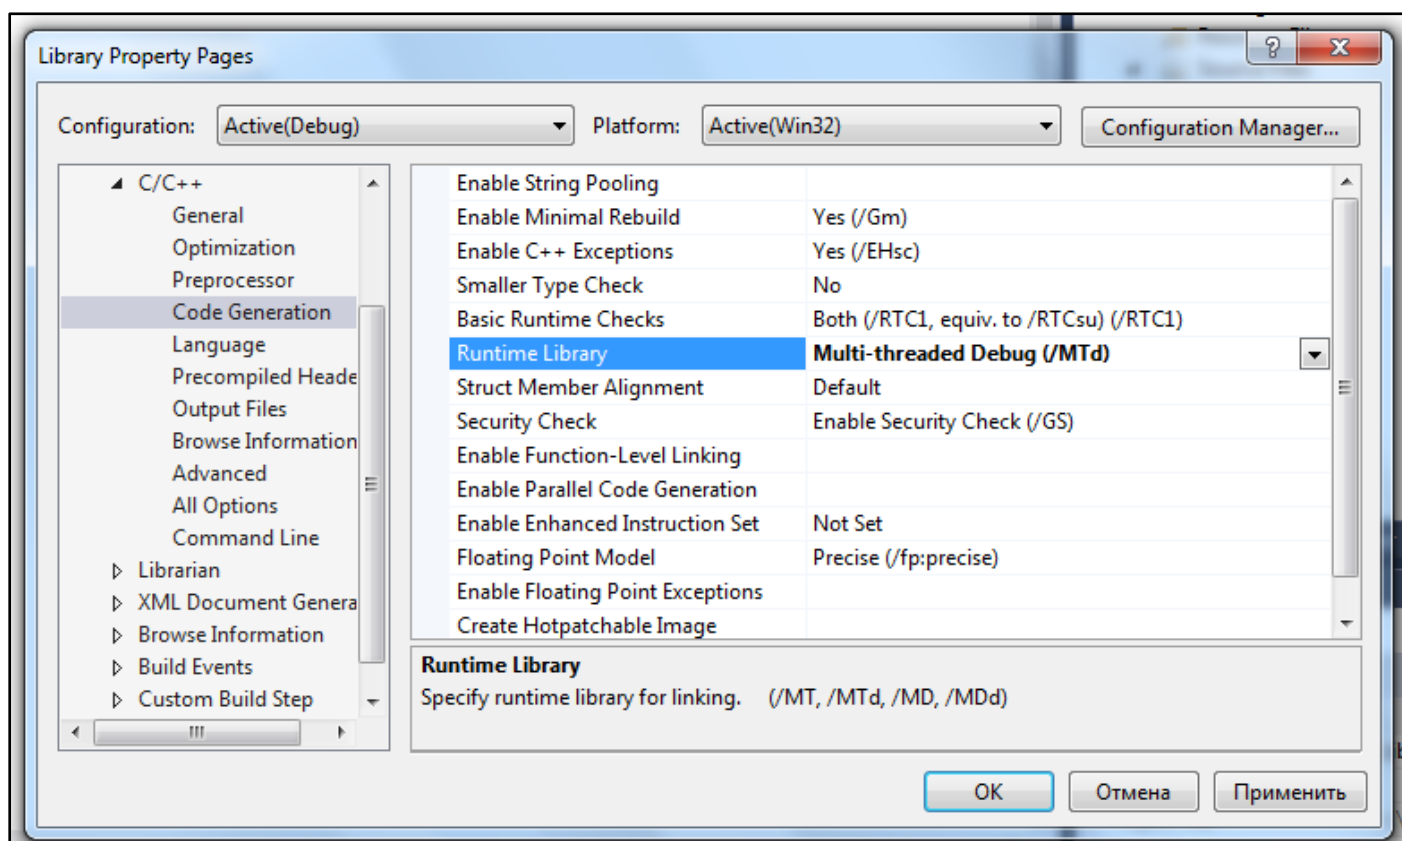 Library Property Pages
Configuration: Active(Debug) Platform: Active(Win32) Configuration Manager...
C/C++
General
Optimization
Preprocessor
Code Generation
Language
Precompiled Heade
Output Files
Browse Information
Advanced
All Options
Command Line
Librarian
XML Document Genera
Browse Information
Build Events
Custom Build Step
Enable String Pooling
Enable Minimal Rebuild Yes (/Gm)
Enable C++ Exceptions Yes (/EHsc)
Smaller Type Check No
Basic Runtime Checks Both (/RTC1, equiv. to /RTCsu) (/RTC1)
Runtime Library Multi-threaded Debug (/MTd)
Struct Member Alignment Default
Security Check Enable Security Check (/GS)
Enable Function-Level Linking
Enable Parallel Code Generation
Enable Enhanced Instruction Set Not Set
Floating Point Model Precise (/fp:precise)
Enable Floating Point Exceptions
Create Hotpatchable Image
Runtime Library
Specify runtime library for linking. (/MT, /MTd, /MD, /MDd)
OK Отмена Применить